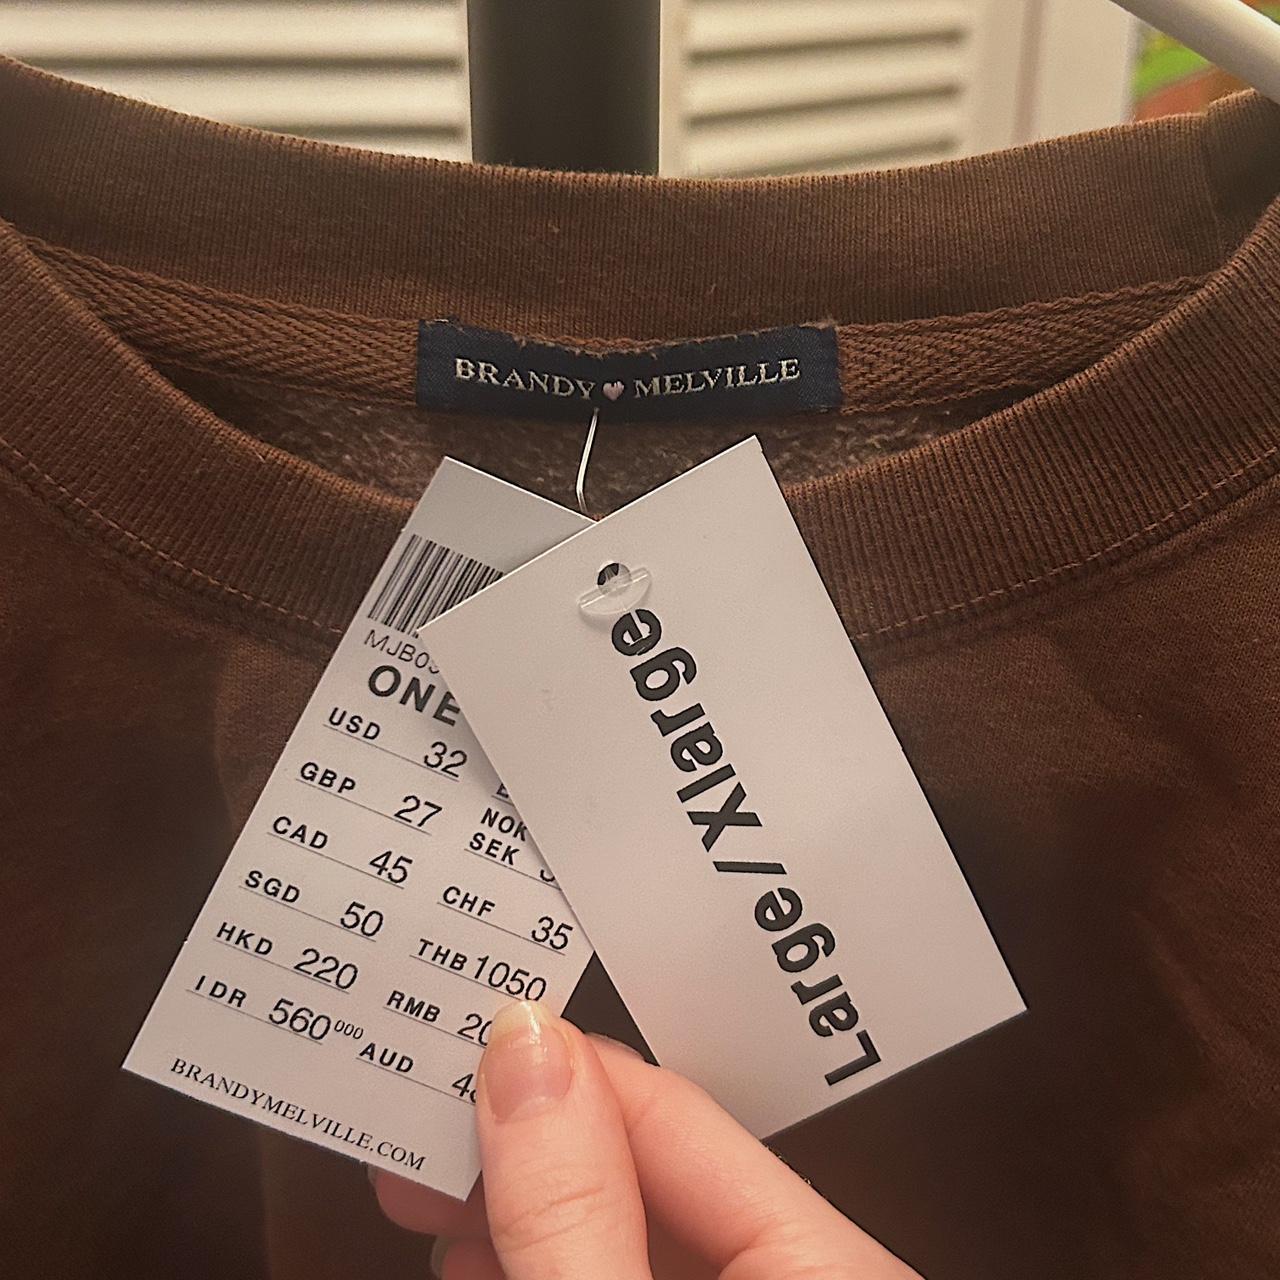 BRANDY MELVILLE
ONE
USD 32
GBP 27
CAD 45
SGD 50
HKD 220
IDR 560 000
NOK
SEK
CHF 35
THB 1050
RMB
AUD
BRANDYMELVILLE.COM
Large/Xlarge